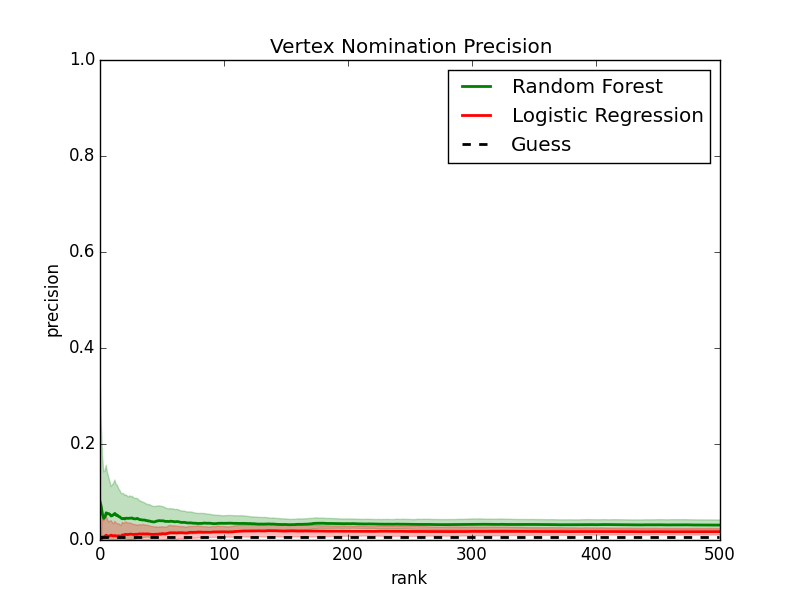 Vertex Nomination Precision
1.0
0.8
0.6
0.4
0.2
0.0
precision
Random Forest
Logistic Regression
Guess
0 100 200 300 400 500
rank